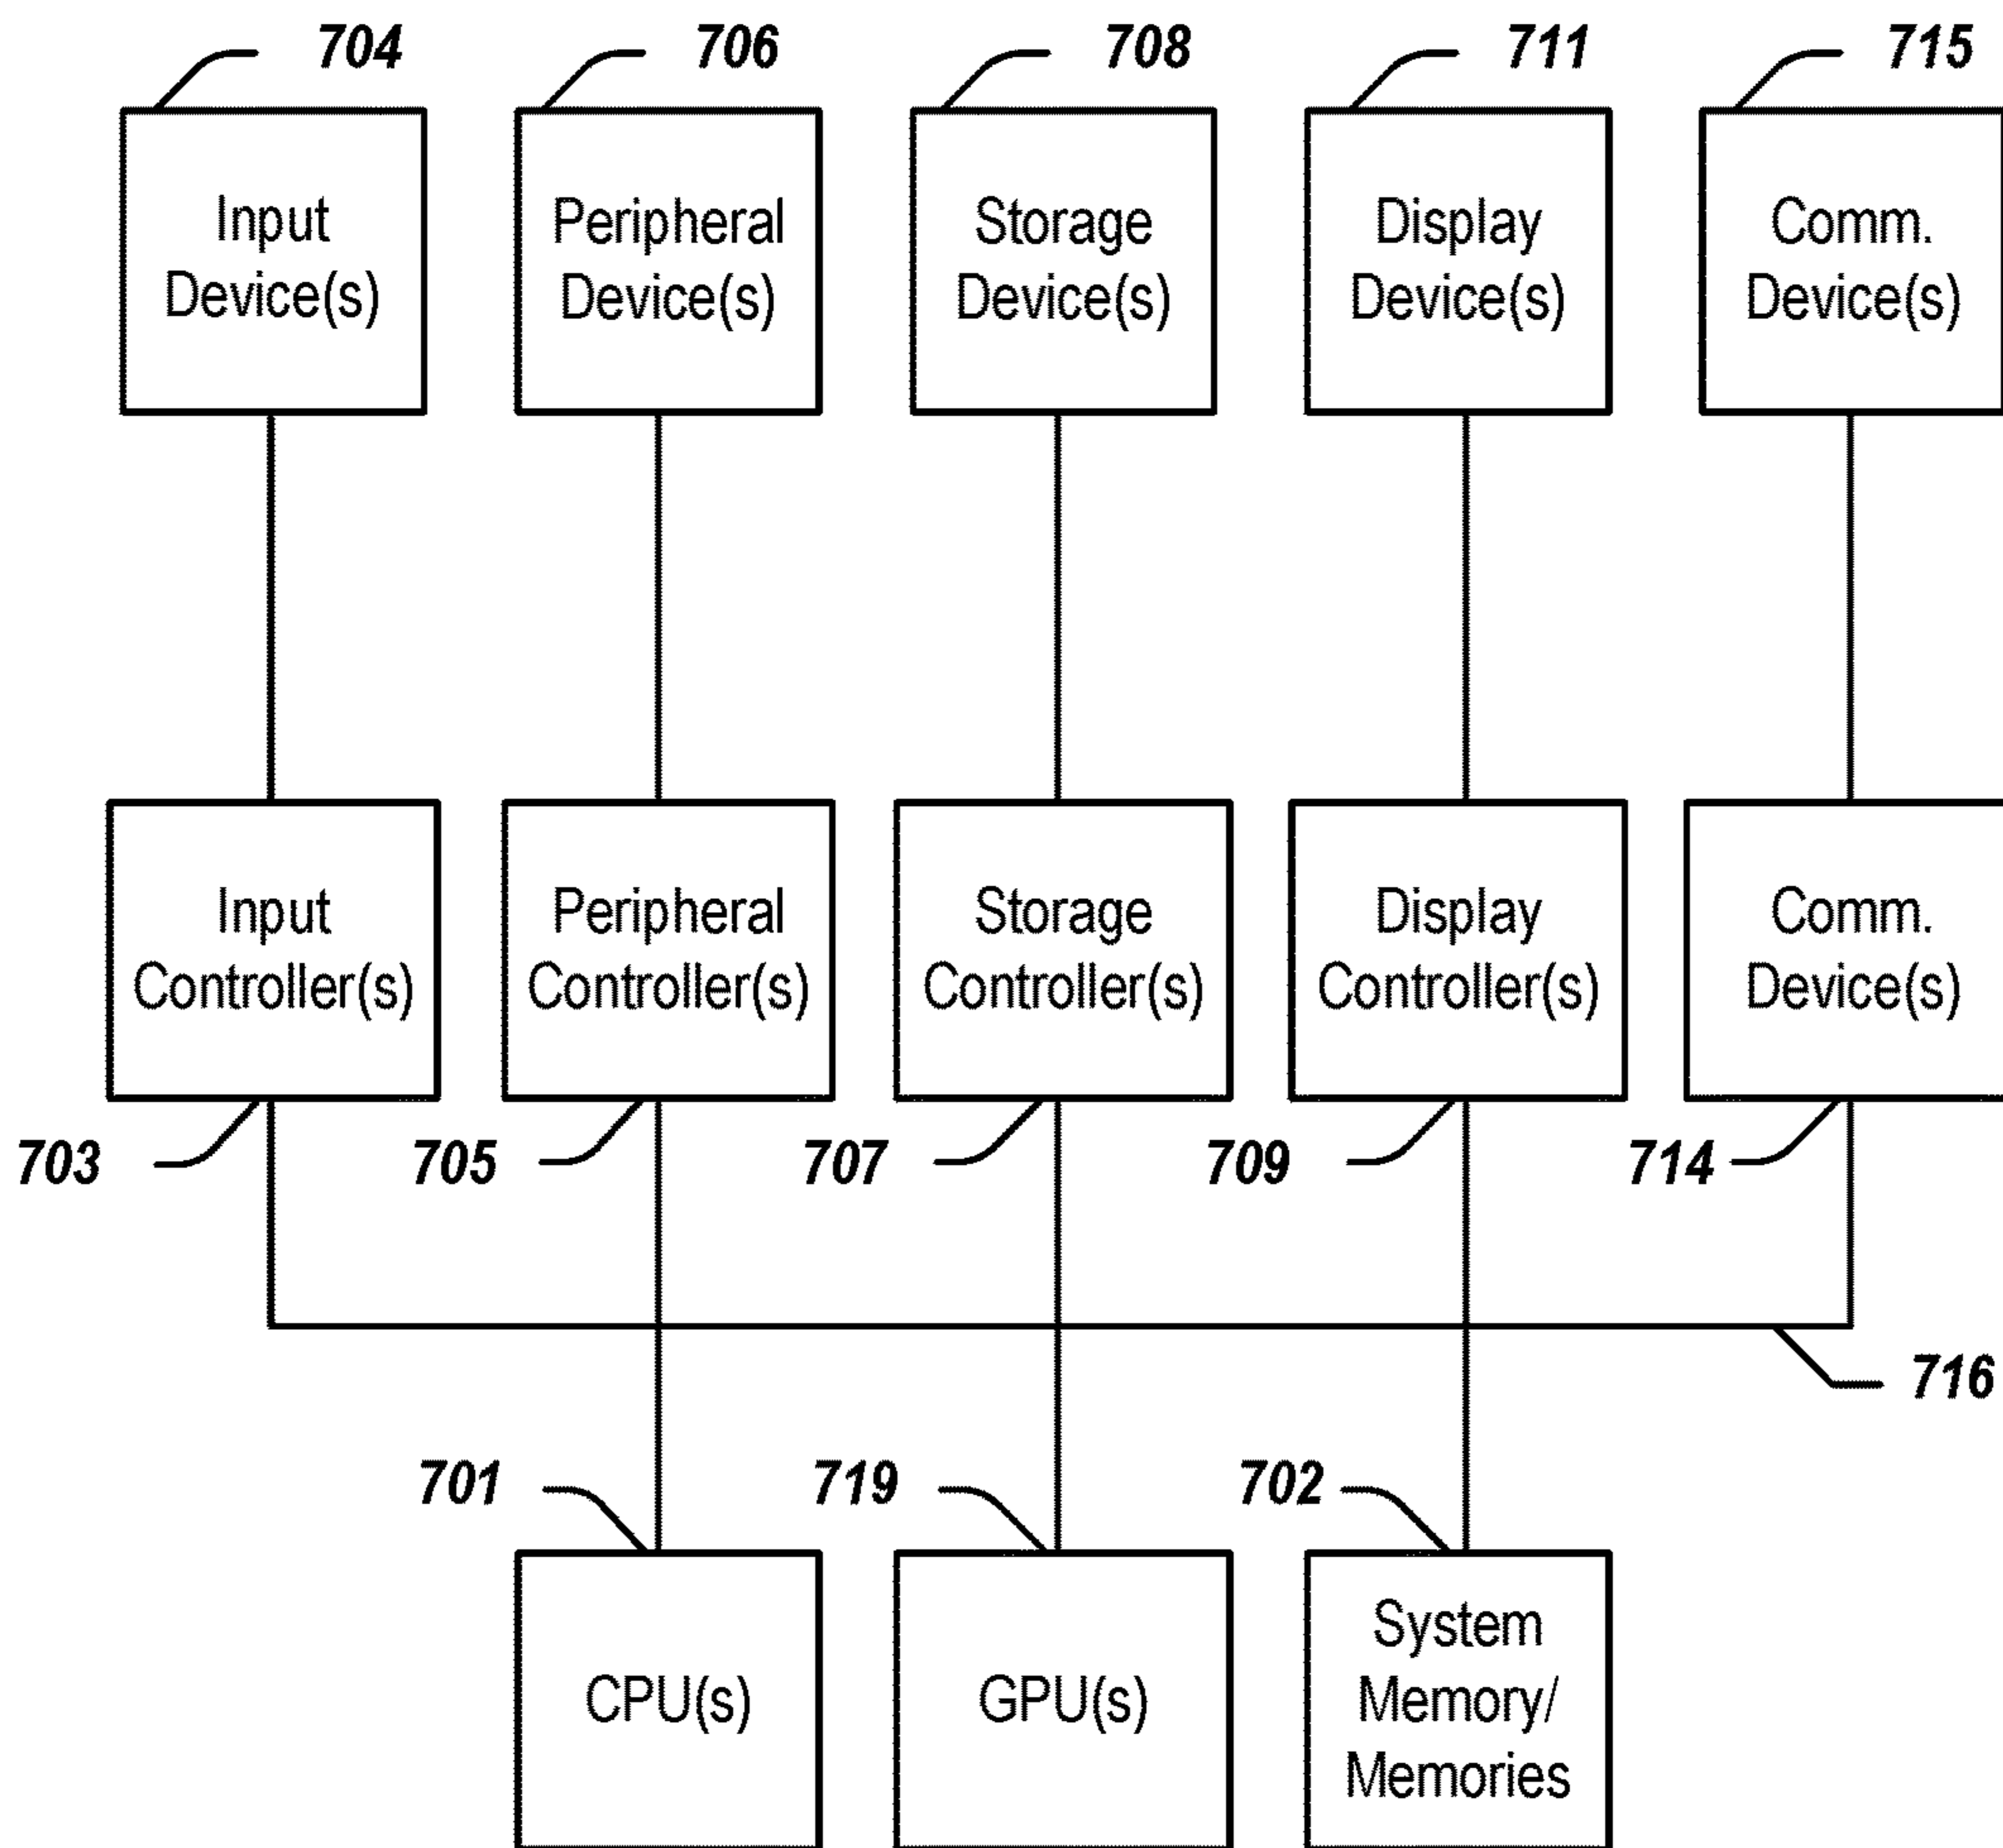 704 706 708 711 715
Input Peripheral Storage Display Comm.
Device(s) Device(s) Device(s) Device(s) Device(s)
Input Peripheral Storage Display Comm.
Controller(s) Controller(s) Controller(s) Controller(s) Device(s)
703 705 707 709 714
716
701 719 702
System
CPU(s) GPU(s) Memory/
Memories